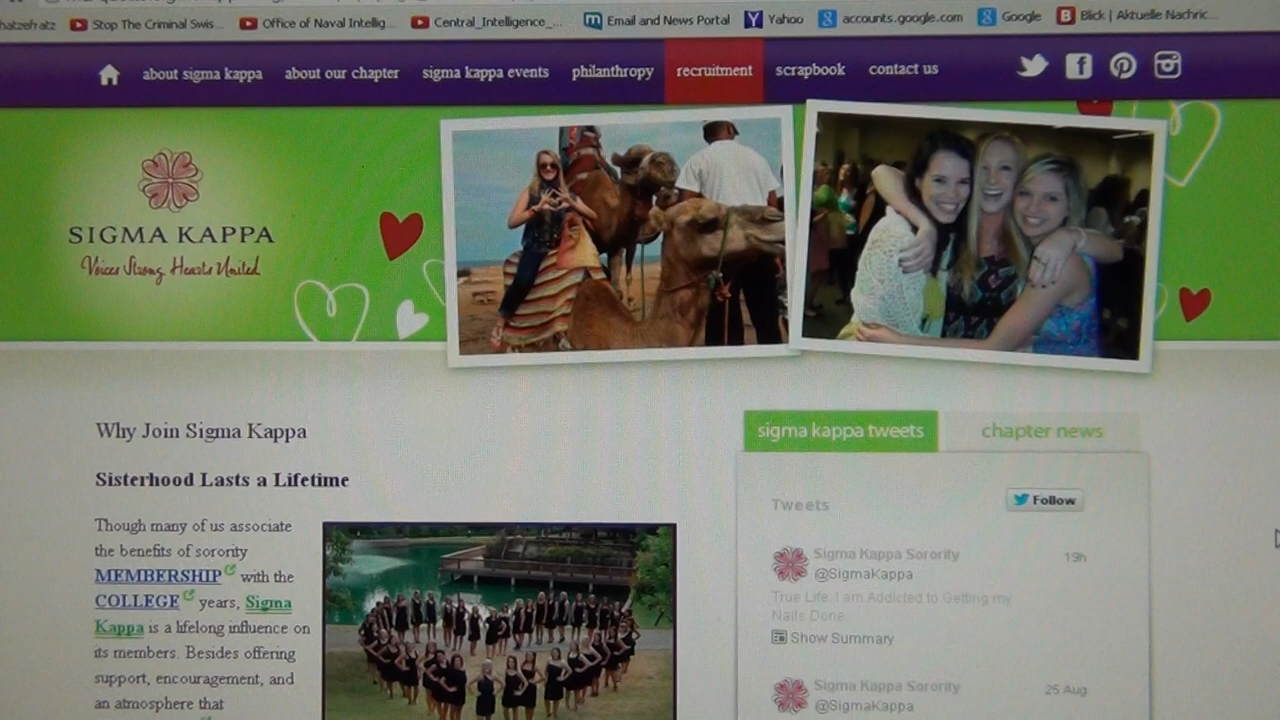 hatzefratz Stop The Criminal Swis... Office of Naval Intellig... Central_Intelligence_... Email and News Portal Yahoo accounts.google.com Google Blick | Aktuelle Nachric...
about sigma kappa about our chapter sigma kappa events philanthropy recruitment scrapbook contact us
SIGMA KAPPA
Voices Strong. Hearts United
Why Join Sigma Kappa
Sisterhood Lasts a Lifetime
Though many of us associate
the benefits of sorority
MEMBERSHIP with the
COLLEGE years, Sigma
Kappa is a lifelong influence on
its members. Besides offering
support, encouragement, and
an atmosphere that
sigma kappa tweets chapter news
Tweets Follow
Sigma Kappa Sorority 19h
@SigmaKappa
True Life: I am Addicted to Getting my
Nails Done
Show Summary
Sigma Kappa Sorority 25 Aug
@SigmaKappa